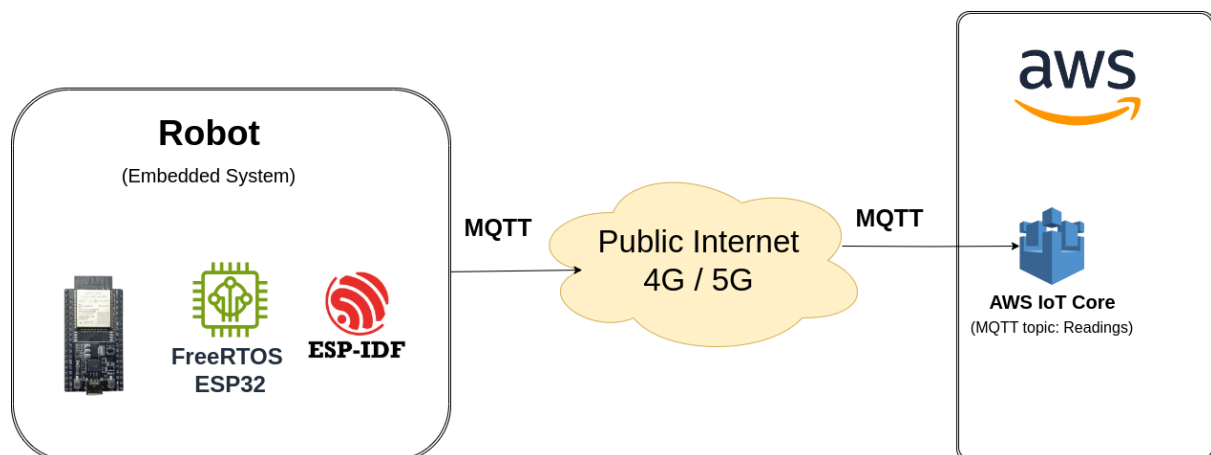 Robot
(Embedded System)
FreeRTOS
ESP32
ESP-IDF
MQTT
Public Internet
4G / 5G
MQTT
aws
AWS IoT Core
(MQTT topic: Readings)